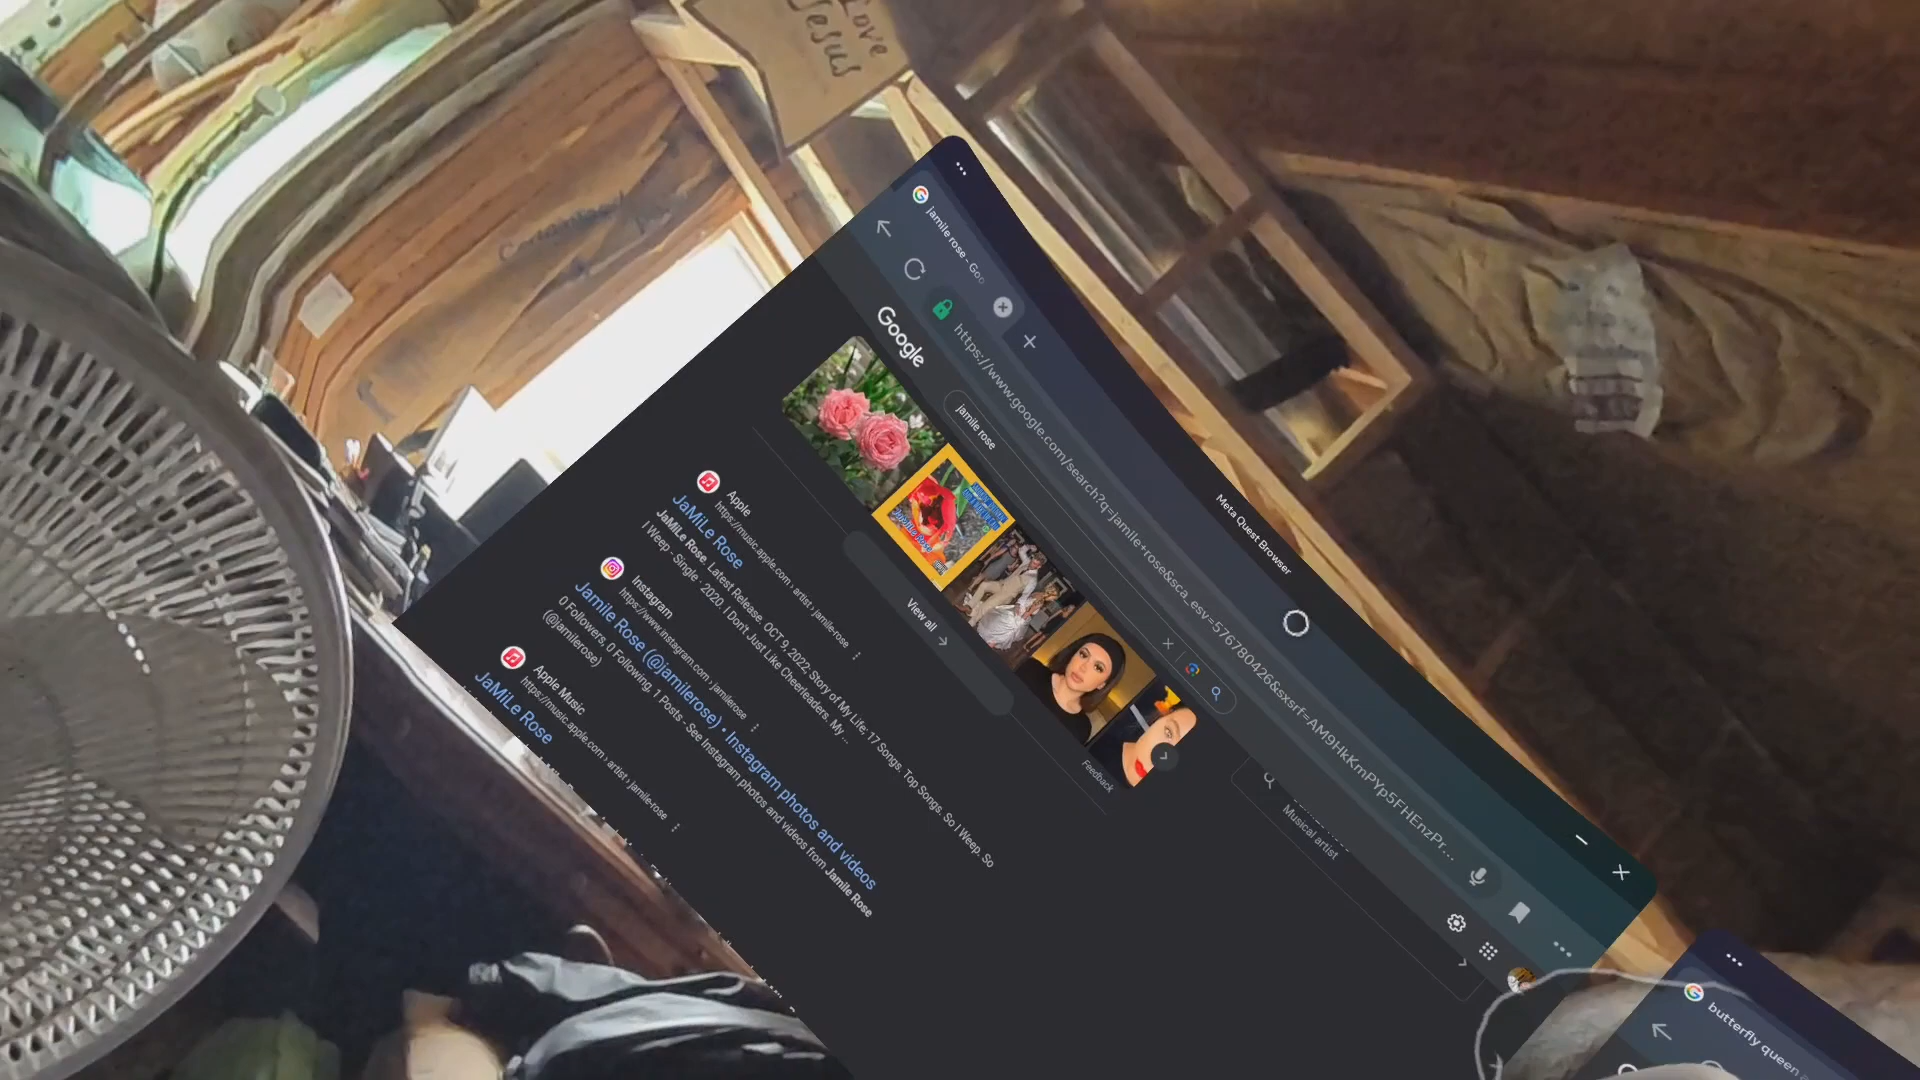 Love
Jesus
jamile rose - Goo
https://www.google.com/search?q=jamile+rose&sca_esv=576780426&sxsrf=AM9HkKmPYp5FHEnzPr...
Meta Quest Browser
Google
jamile rose
View all
Feedback
Musical artist
Apple
https://music.apple.com › artist › jamile-rose
JaMiLe Rose
JaMiLe Rose. Latest Release. OCT 9, 2022; Story of My Life; 17 Songs. Top Songs. So I Weep. So
I Weep - Single · 2020. I Don't Just Like Cheerleaders. My ...
Instagram
https://www.instagram.com › jamilerose
Jamile Rose (@jamilerose) • Instagram photos and videos
0 Followers, 0 Following, 1 Posts - See Instagram photos and videos from Jamile Rose
(@jamilerose)
Apple Music
https://music.apple.com › artist › jamile-rose
JaMiLe Rose
butterfly queen